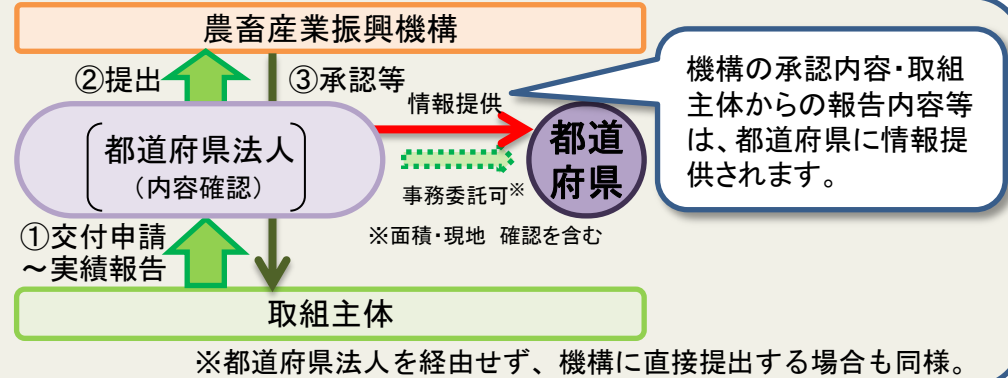 農畜産業振興機構
②提出
③承認等
情報提供
機構の承認内容・取組
主体からの報告内容等
は、都道府県に情報提
供されます。
都道府県法人
（内容確認）
都道
府県
事務委託可※
※面積・現地 確認を含む
①交付申請
～実績報告
取組主体
※都道府県法人を経由せず、機構に直接提出する場合も同様。